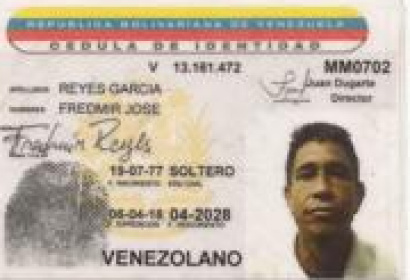 REPUBLICA BOLIVARIANA DE VENEZUELA
CEDULA DE IDENTIDAD
V 13.161.472 MM0702
APELLIDOS REYES GARCIA Juan Dugarte
NOMBRES FREDMIR JOSE Director
Fredmir Reyes
19-07-77 SOLTERO
F. NACIMIENTO EDO. CIVIL
06-04-18 04-2028
F. EXPEDICION F. VENCIMIENTO
VENEZOLANO